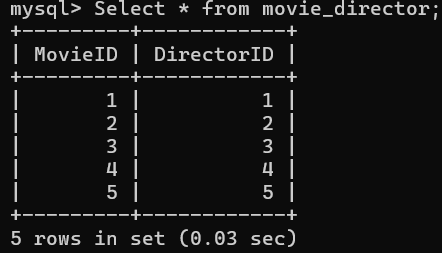 mysql> Select * from movie_director;
+---------+------------+
| MovieID | DirectorID |
+---------+------------+
|       1 |          1 |
|       2 |          2 |
|       3 |          3 |
|       4 |          4 |
|       5 |          5 |
+---------+------------+
5 rows in set (0.03 sec)